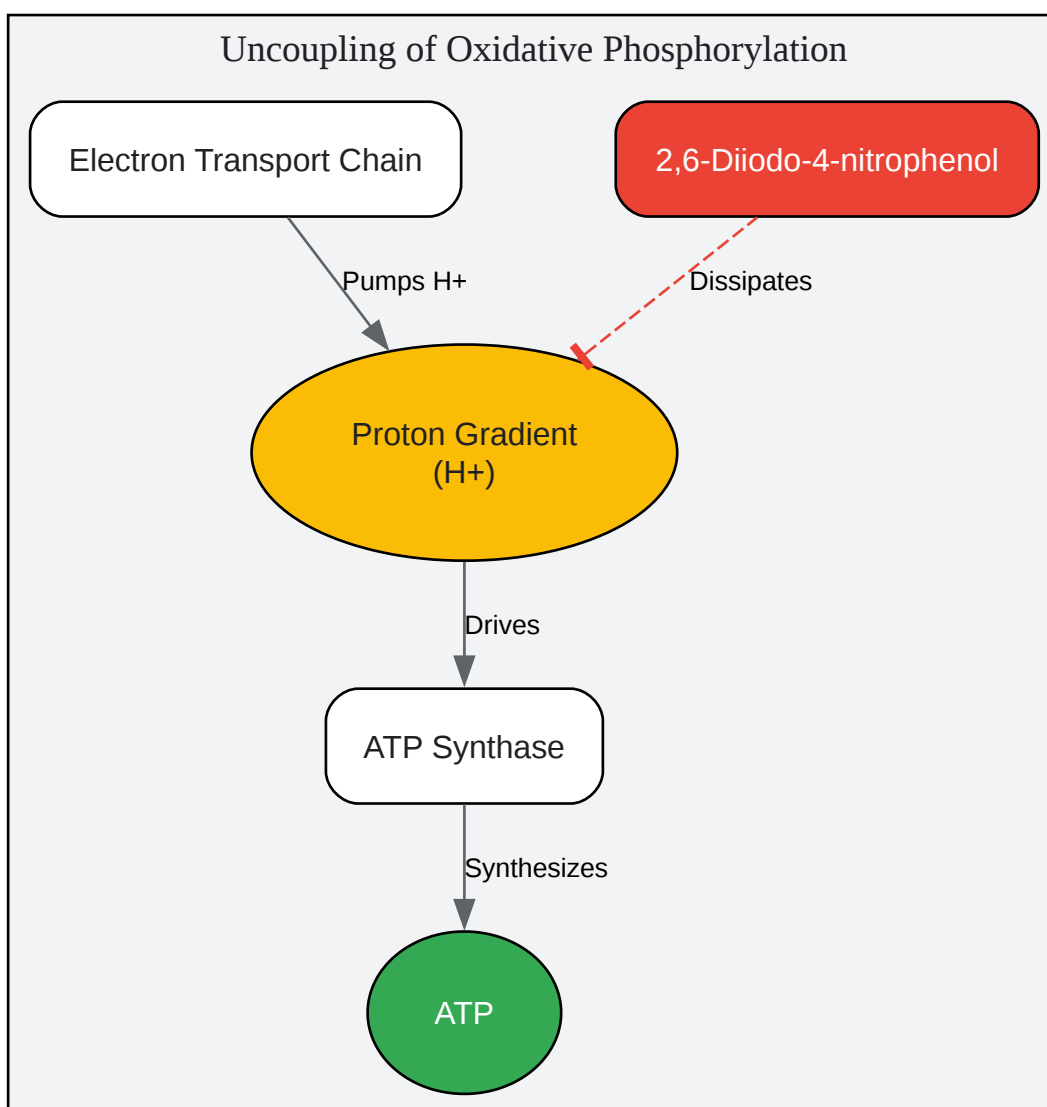 Uncoupling of Oxidative Phosphorylation
Electron Transport Chain
2,6-Diiodo-4-nitrophenol
Pumps H+
Dissipates
Proton Gradient
(H+)
Drives
ATP Synthase
Synthesizes
ATP